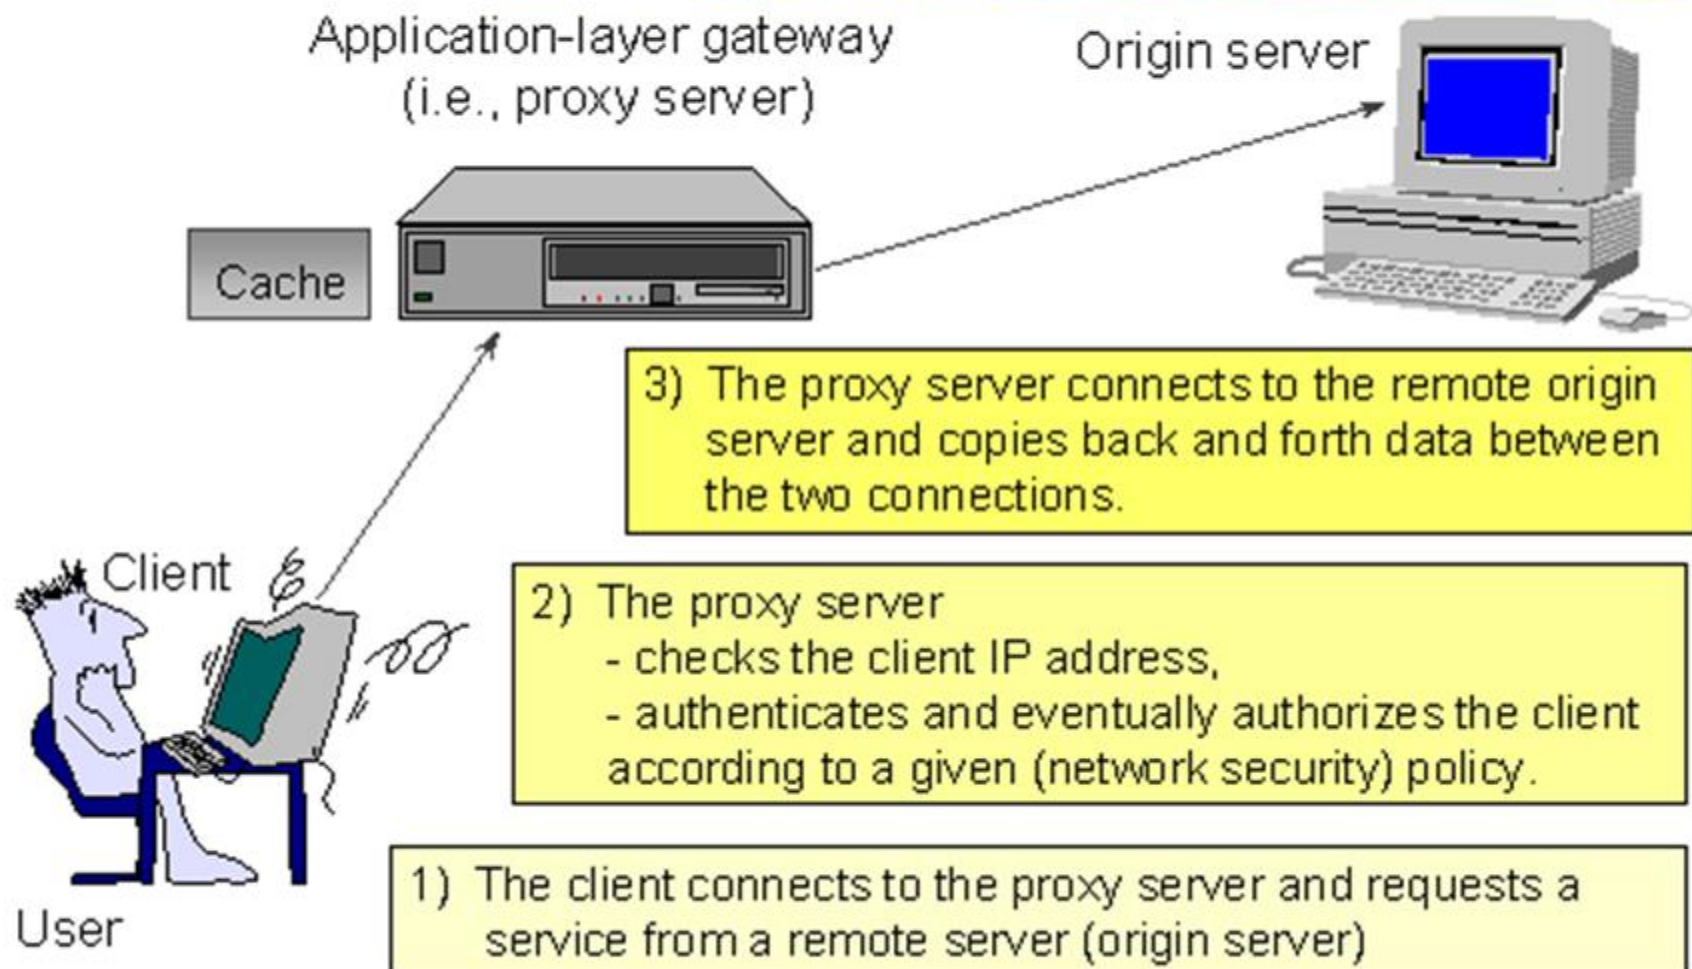 Application-layer gateway
(i.e., proxy server)
Origin server
Cache
3) The proxy server connects to the remote origin
server and copies back and forth data between
the two connections.
Client
2) The proxy server
- checks the client IP address,
- authenticates and eventually authorizes the client
according to a given (network security) policy.
1) The client connects to the proxy server and requests a
service from a remote server (origin server)
User